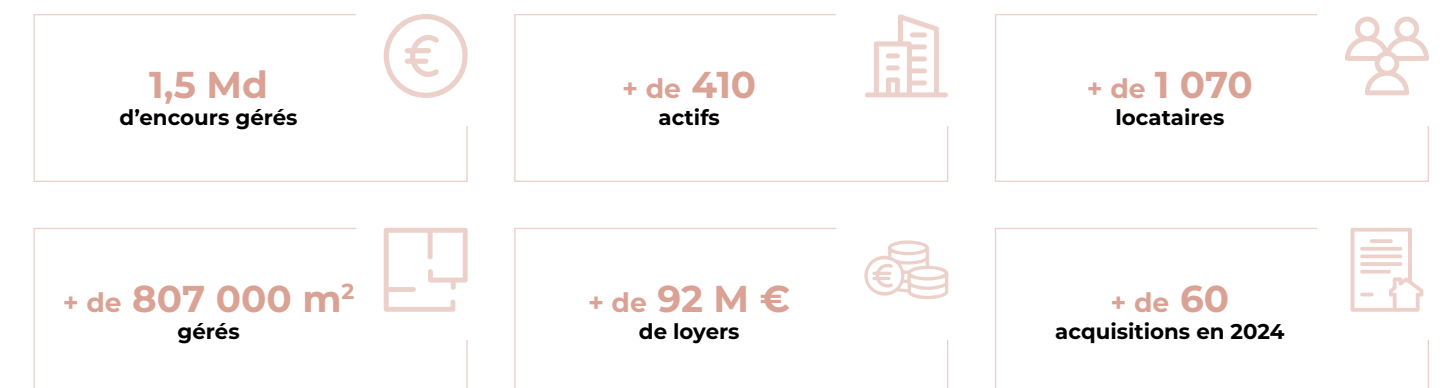 1,5 Md
d’encours gérés
+ de 410
actifs
+ de 1 070
locataires
+ de 807 000 m²
gérés
+ de 92 M €
de loyers
+ de 60
acquisitions en 2024